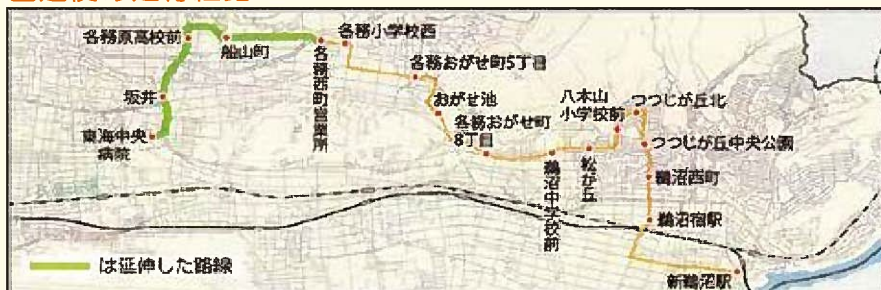 各務原高校前
船山町
各務西町営業所
各務小学校西
各務おがせ町5丁目
おがせ池
各務おがせ町
8丁目
八木山
小学校前
つつじが丘北
つつじが丘中央公園
坂井
東海中央
病院
鵜沼中学校前
松が丘
鵜沼西町
鵜沼宿駅
新鵜沼駅
は延伸した路線